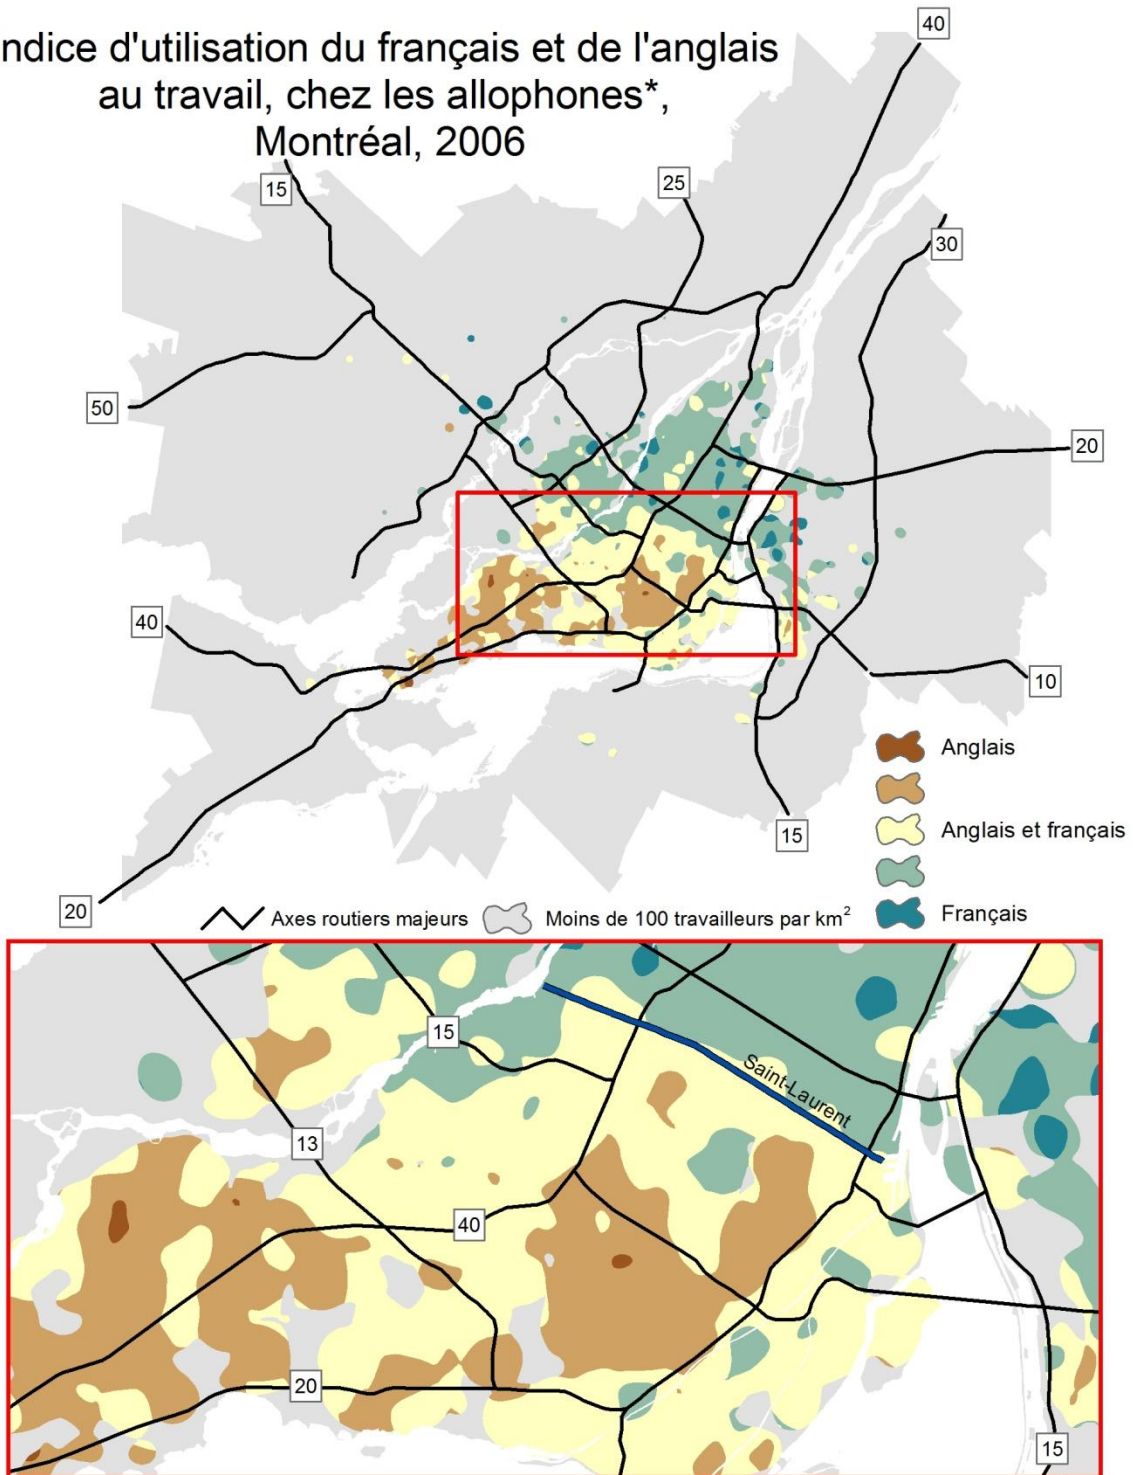 ndice d'utilisation du français et de l'anglais
au travail, chez les allophones*,
Montréal, 2006
40
15
25
30
50
20
40
10
15
20
Anglais
Anglais et français
Français
Axes routiers majeurs
Moins de 100 travailleurs par km²
15
Saint-Laurent
13
40
20
15